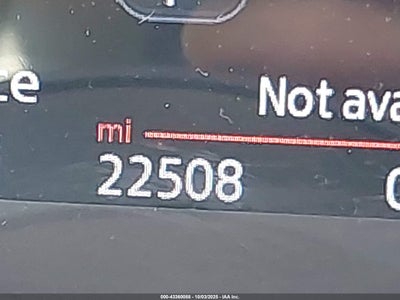 Not ava
mi
22508
000-43360088 - 10/03/2025 - IAA Inc.